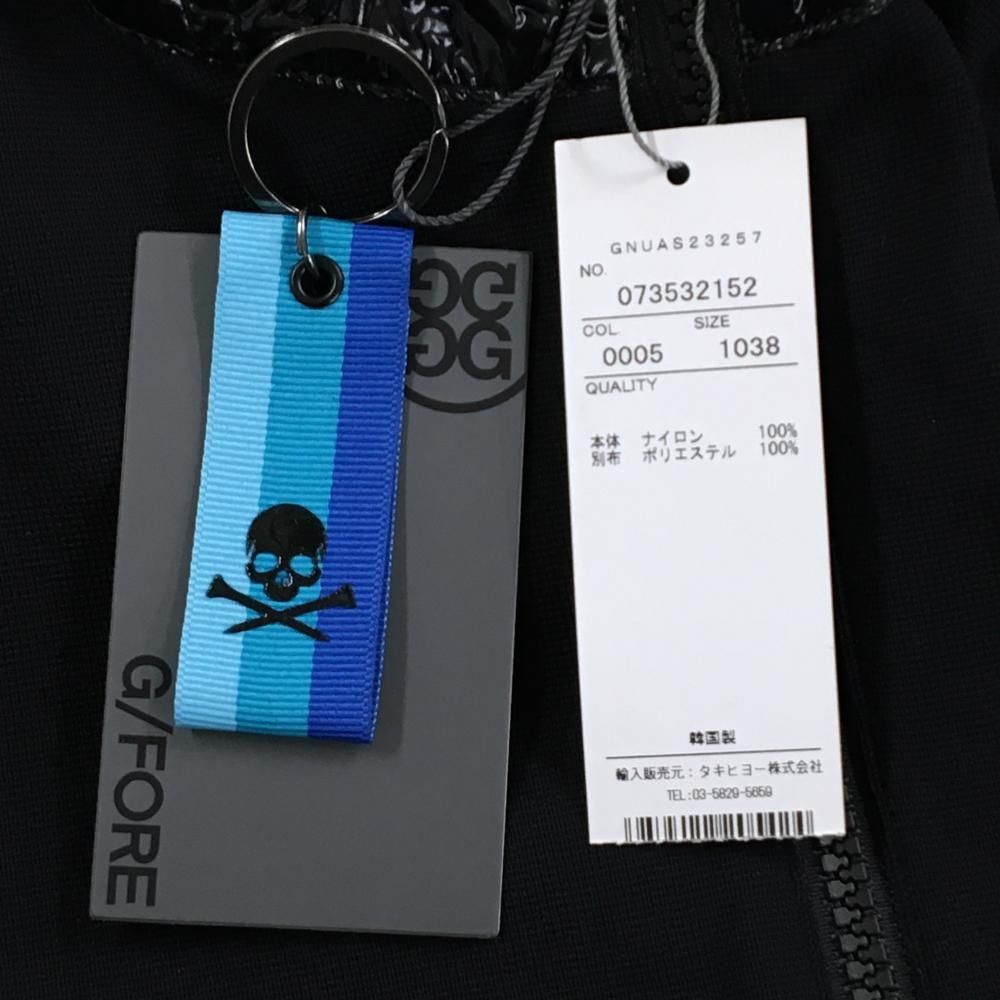 GG
GG
G/FORE
GNUAS23257
NO.
073532152
COL. SIZE
0005 1038
QUALITY
本体 ナイロン 100%
別布 ポリエステル 100%
韓国製
輸入販売元：タキヒヨー株式会社
TEL:03-5829-5659